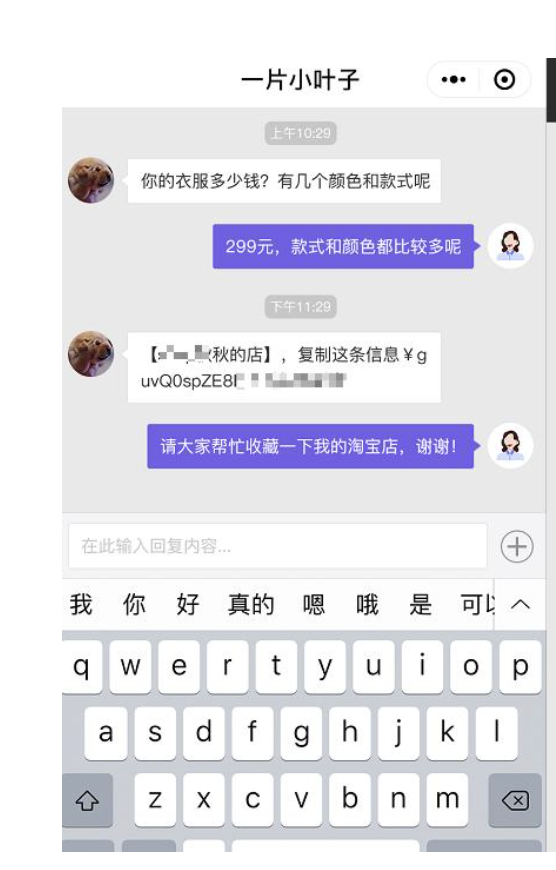 一片小叶子
上午10:29
你的衣服多少钱？有几个颜色和款式呢
299元，款式和颜色都比较多呢
下午11:29
秋的店】，复制这条信息￥g
uvQ0spZE8
请大家帮忙收藏一下我的淘宝店，谢谢！
在此输入回复内容...
我 你 好 真的 嗯 哦 是 可以
q w e r t y u i o p
a s d f g h j k l
z x c v b n m